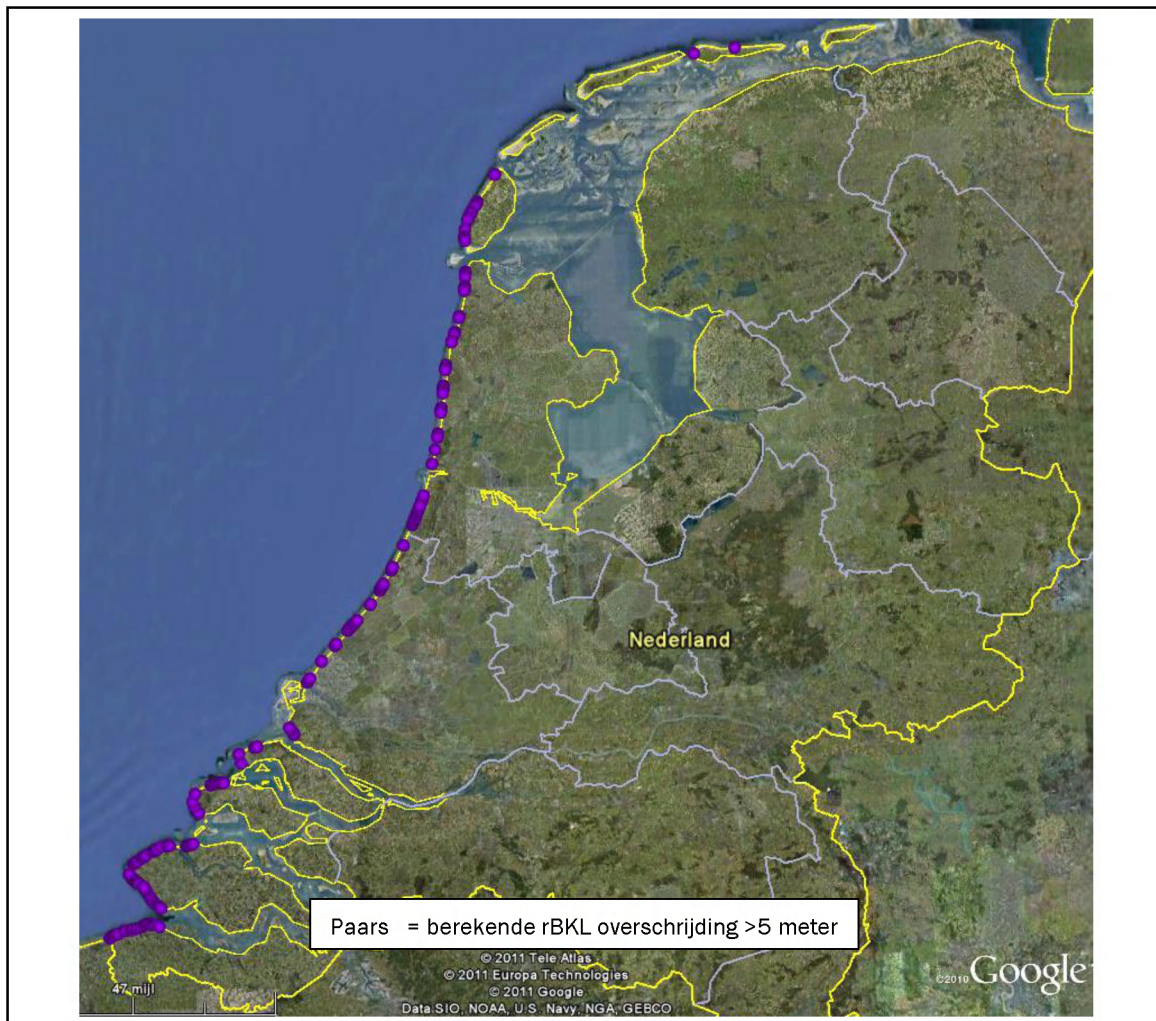 Nederland
Paars = berekende rBKL overschrijding >5 meter
© 2011 Tele Atlas
© 2011 Europa Technologies
© 2011 Google
Data SIO, NOAA, U.S. Navy, NGA, GEBCO
47 mijl
©2010 Google